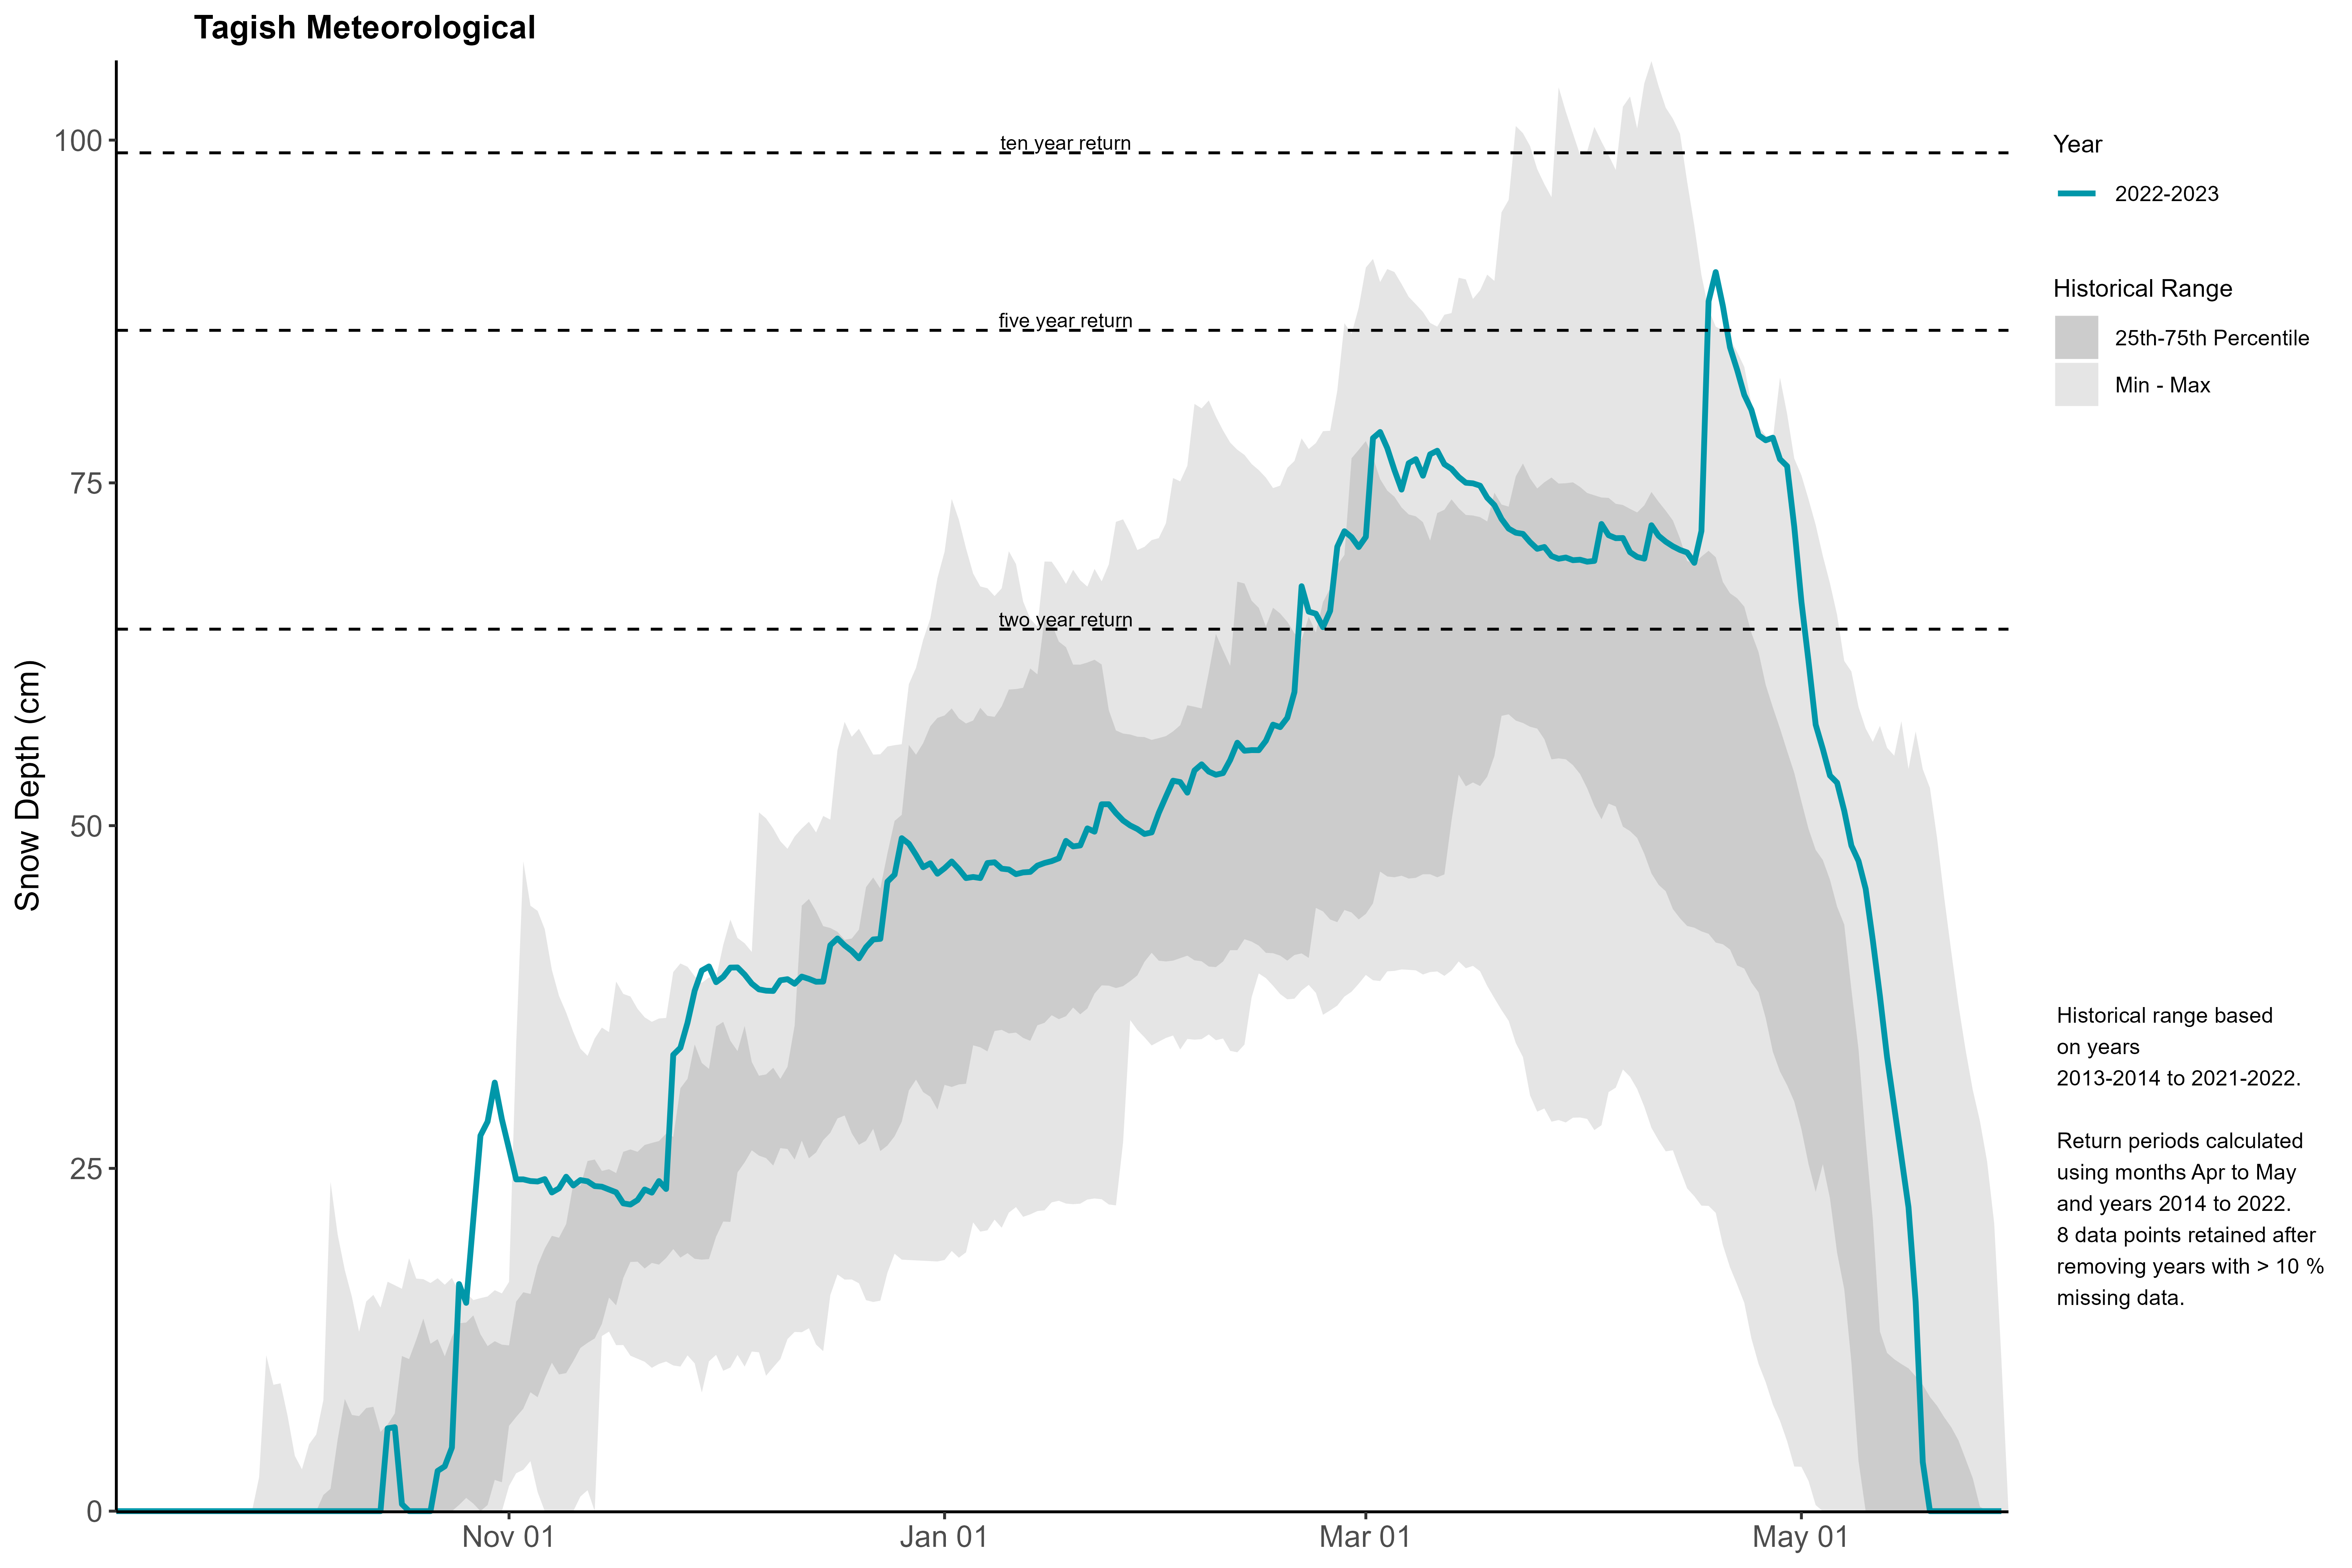 Tagish Meteorological
Snow Depth (cm)
100
75
50
25
0
ten year return
five year return
two year return
Nov 01
Jan 01
Mar 01
May 01
Year
2022-2023
Historical Range
25th-75th Percentile
Min - Max
Historical range based
on years
2013-2014 to 2021-2022.
Return periods calculated
using months Apr to May
and years 2014 to 2022.
8 data points retained after
removing years with > 10 %
missing data.